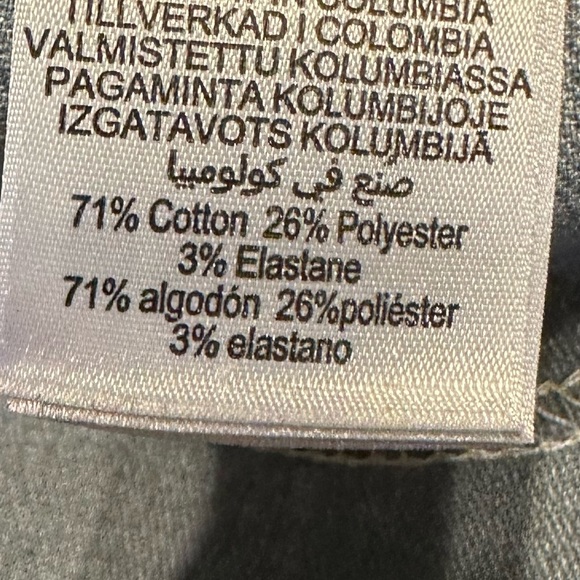 COLUMBIA
TILLVERKAD I COLOMBIA
VALMISTETTU KOLUMBIASSA
PAGAMINTA KOLUMBIJOJE
IZGATAVOTS KOLUMBIJĀ
صنع في كولومبيا
71% Cotton 26% Polyester
3% Elastane
71% algodón 26%poliéster
3% elastano